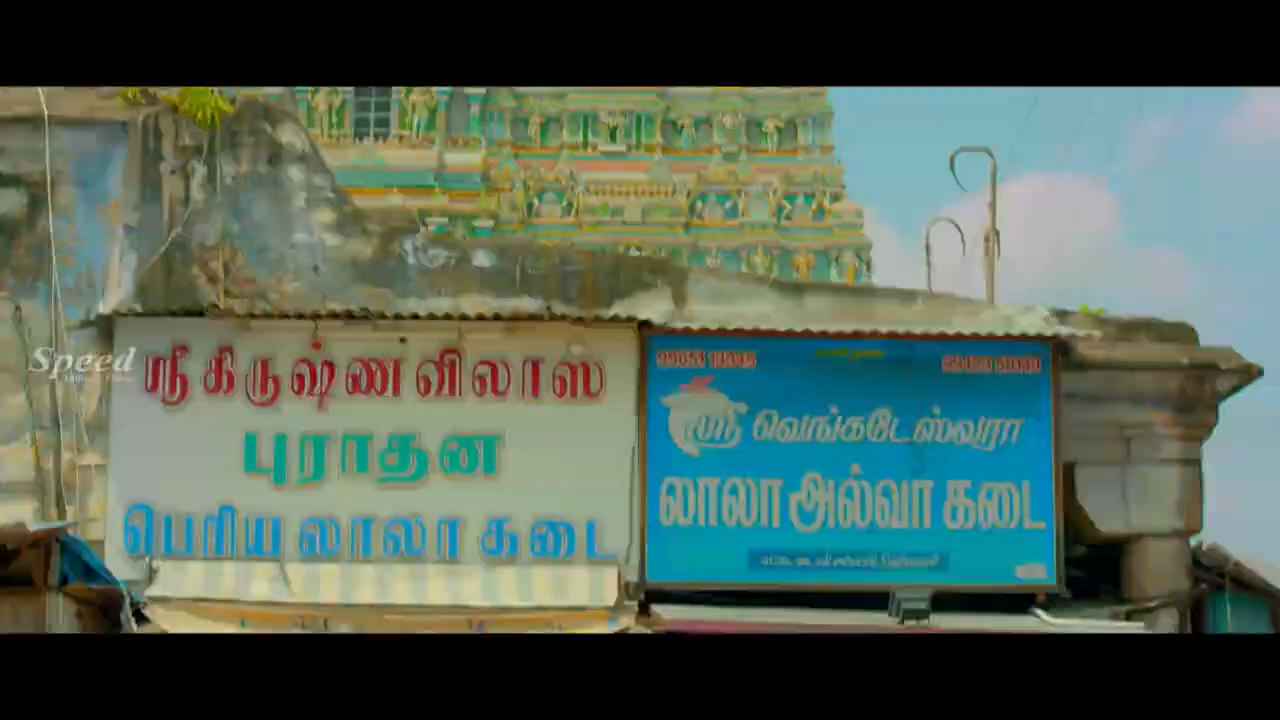 Speed
ஸ்ரீ கிருஷ்ண விலாஸ்
புராதன
பெரிய லாலா கடை
ஸ்ரீ வெங்கடேஸ்வரா
லாலா அல்வா கடை